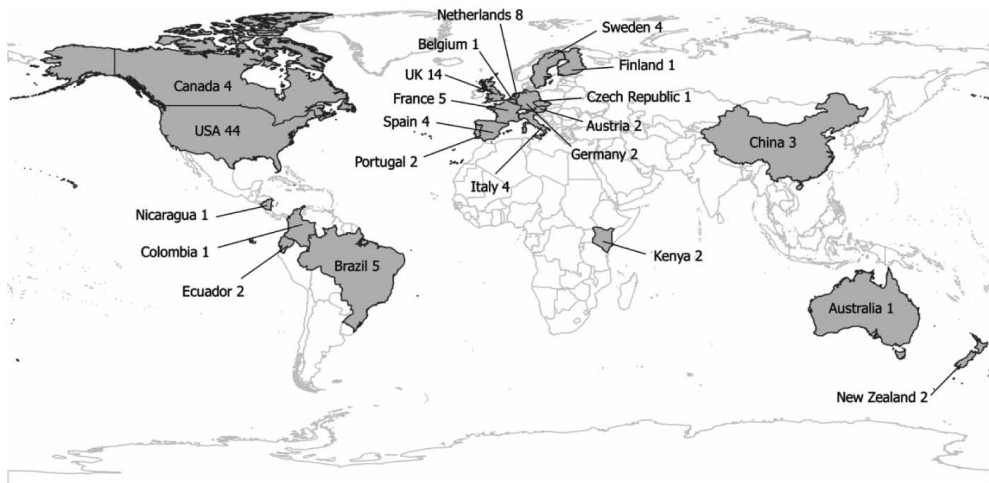 Netherlands 8
Sweden 4
Belgium 1
Finland 1
UK 14
Canada 4
Czech Republic 1
France 5
USA 44
Spain 4
Austria 2
China 3
Germany 2
Portugal 2
Italy 4
Nicaragua 1
Colombia 1
Kenya 2
Brazil 5
Ecuador 2
Australia 1
New Zealand 2